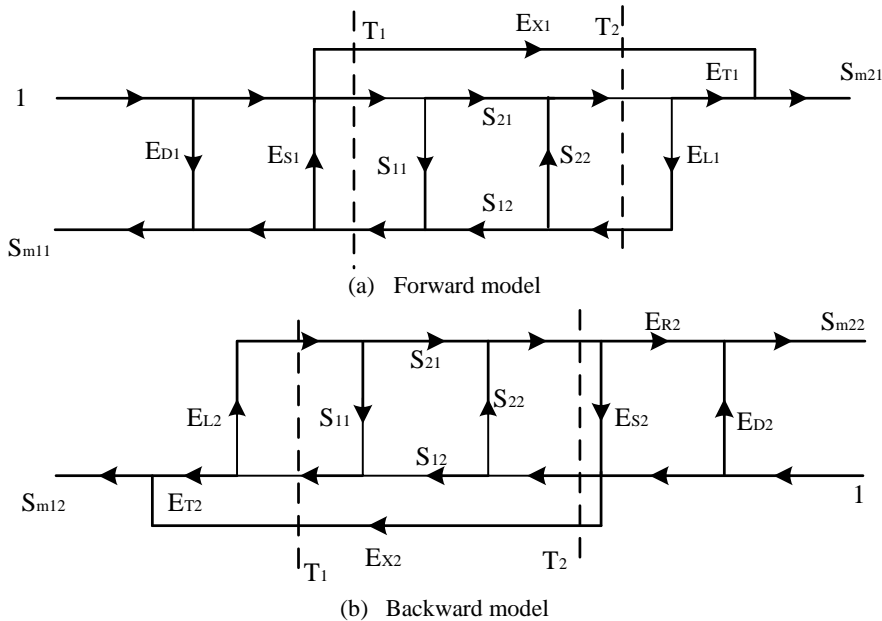 T1
EX1
T2
1
ET1
Sm21
ED1
ES1
S11
S21
S22
EL1
S12
Sm11
(a) Forward model
ER2
Sm22
EL2
S11
S21
S22
ES2
ED2
S12
Sm12
ET2
1
EX2
T1
T2
(b) Backward model